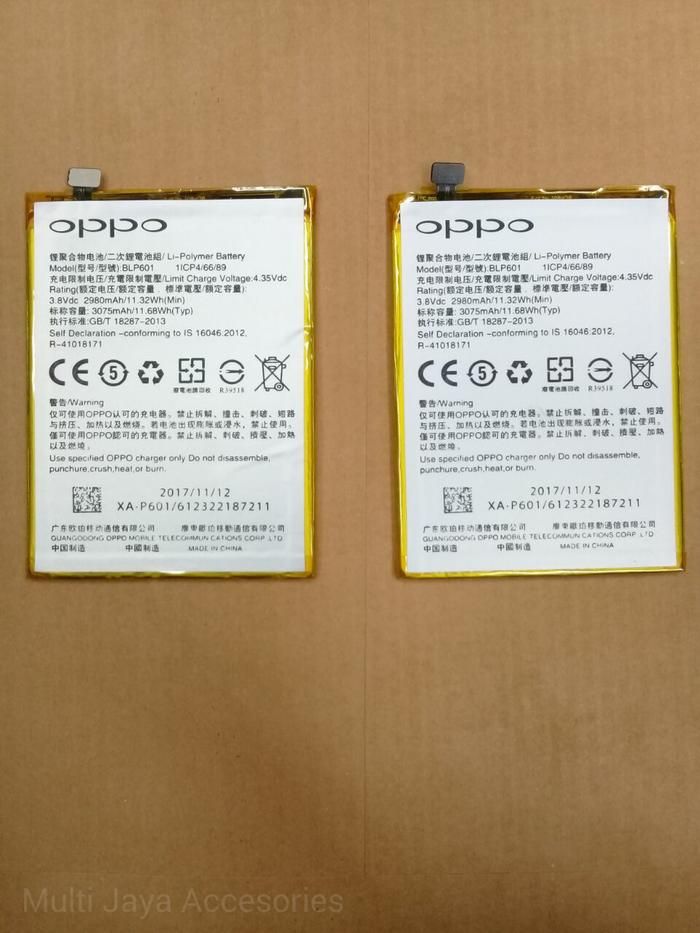 oppo
锂聚合物电池/二次鋰電池組/ Li-Polymer Battery
Model(型号/型號):BLP601 1ICP4/66/89
充电限制电压/充電限制電壓/Limit Charge Voltage:4.35Vdc
Rating(额定电压/额定容量、標準電壓/額定容量):
3.8Vdc 2980mAh/11.32Wh(Min)
标称容量: 3075mAh/11.68Wh(Typ)
执行标准:GB/T 18287-2013
Self Declaration -conforming to IS 16046:2012,
R-41018171
CE 5 廢電池請回收 R39518
警告/Warning
仅可使用OPPO认可的充电器。禁止拆解、撞击、刺破、短路
与挤压、加热以及燃烧。若电池出现膨胀或浸水，禁止使用。
僅可使用OPPO認可的充電器。禁止拆解、刺破、擠壓、加熱
以及燃燒。
Use specified OPPO charger only Do not disassemble,
puncture,crush,heat,or burn.
2017/11/12
XA-P601/612322187211
广东欧珀移动通信有限公司 廣東歐珀移動通信有限公司
GUANGDONG OPPO MOBILE TELECOMMUN CATIONS CORP .LTD
中国制造 中國製造 MADE IN CHINA
oppo
锂聚合物电池/二次鋰電池組/ Li-Polymer Battery
Model(型号/型號):BLP601 1ICP4/66/89
充电限制电压/充電限制電壓/Limit Charge Voltage:4.35Vdc
Rating(额定电压/额定容量、標準電壓/額定容量):
3.8Vdc 2980mAh/11.32Wh(Min)
标称容量: 3075mAh/11.68Wh(Typ)
执行标准:GB/T 18287-2013
Self Declaration -conforming to IS 16046:2012,
R-41018171
CE 5 廢電池請回收 R39518
警告/Warning
仅可使用OPPO认可的充电器。禁止拆解、撞击、刺破、短路
与挤压、加热以及燃烧。若电池出现膨胀或浸水，禁止使用。
僅可使用OPPO認可的充電器。禁止拆解、刺破、擠壓、加熱
以及燃燒。
Use specified OPPO charger only Do not disassemble,
puncture,crush,heat,or burn.
2017/11/12
XA-P601/612322187211
广东欧珀移动通信有限公司 廣東歐珀移動通信有限公司
GUANGDONG OPPO MOBILE TELECOMMUN CATIONS CORP .LTD
中国制造 中國製造 MADE IN CHINA
Multi Jaya Accesories